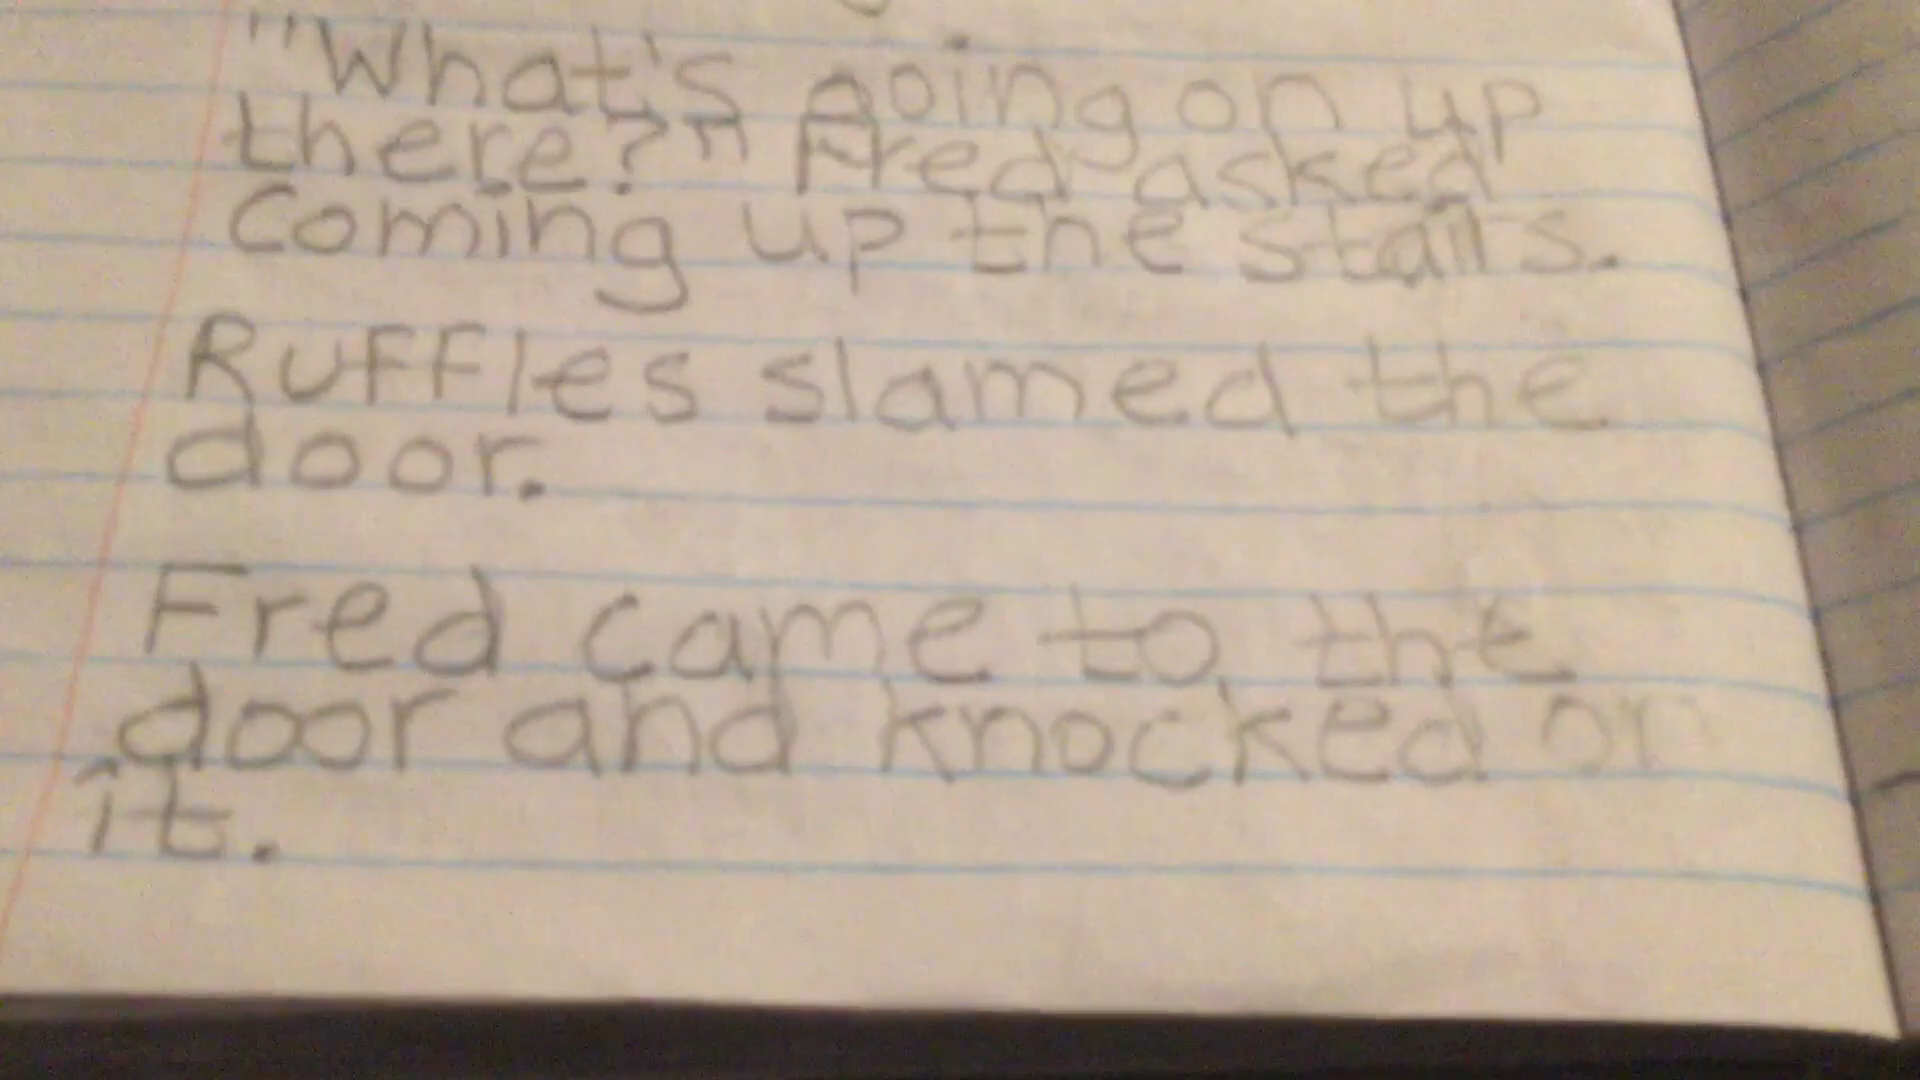 "What's going on up
there?" Fred asked
Coming up the stairs.
Ruffles slamed the
door.
Fred came to the
door and knocked on
it.